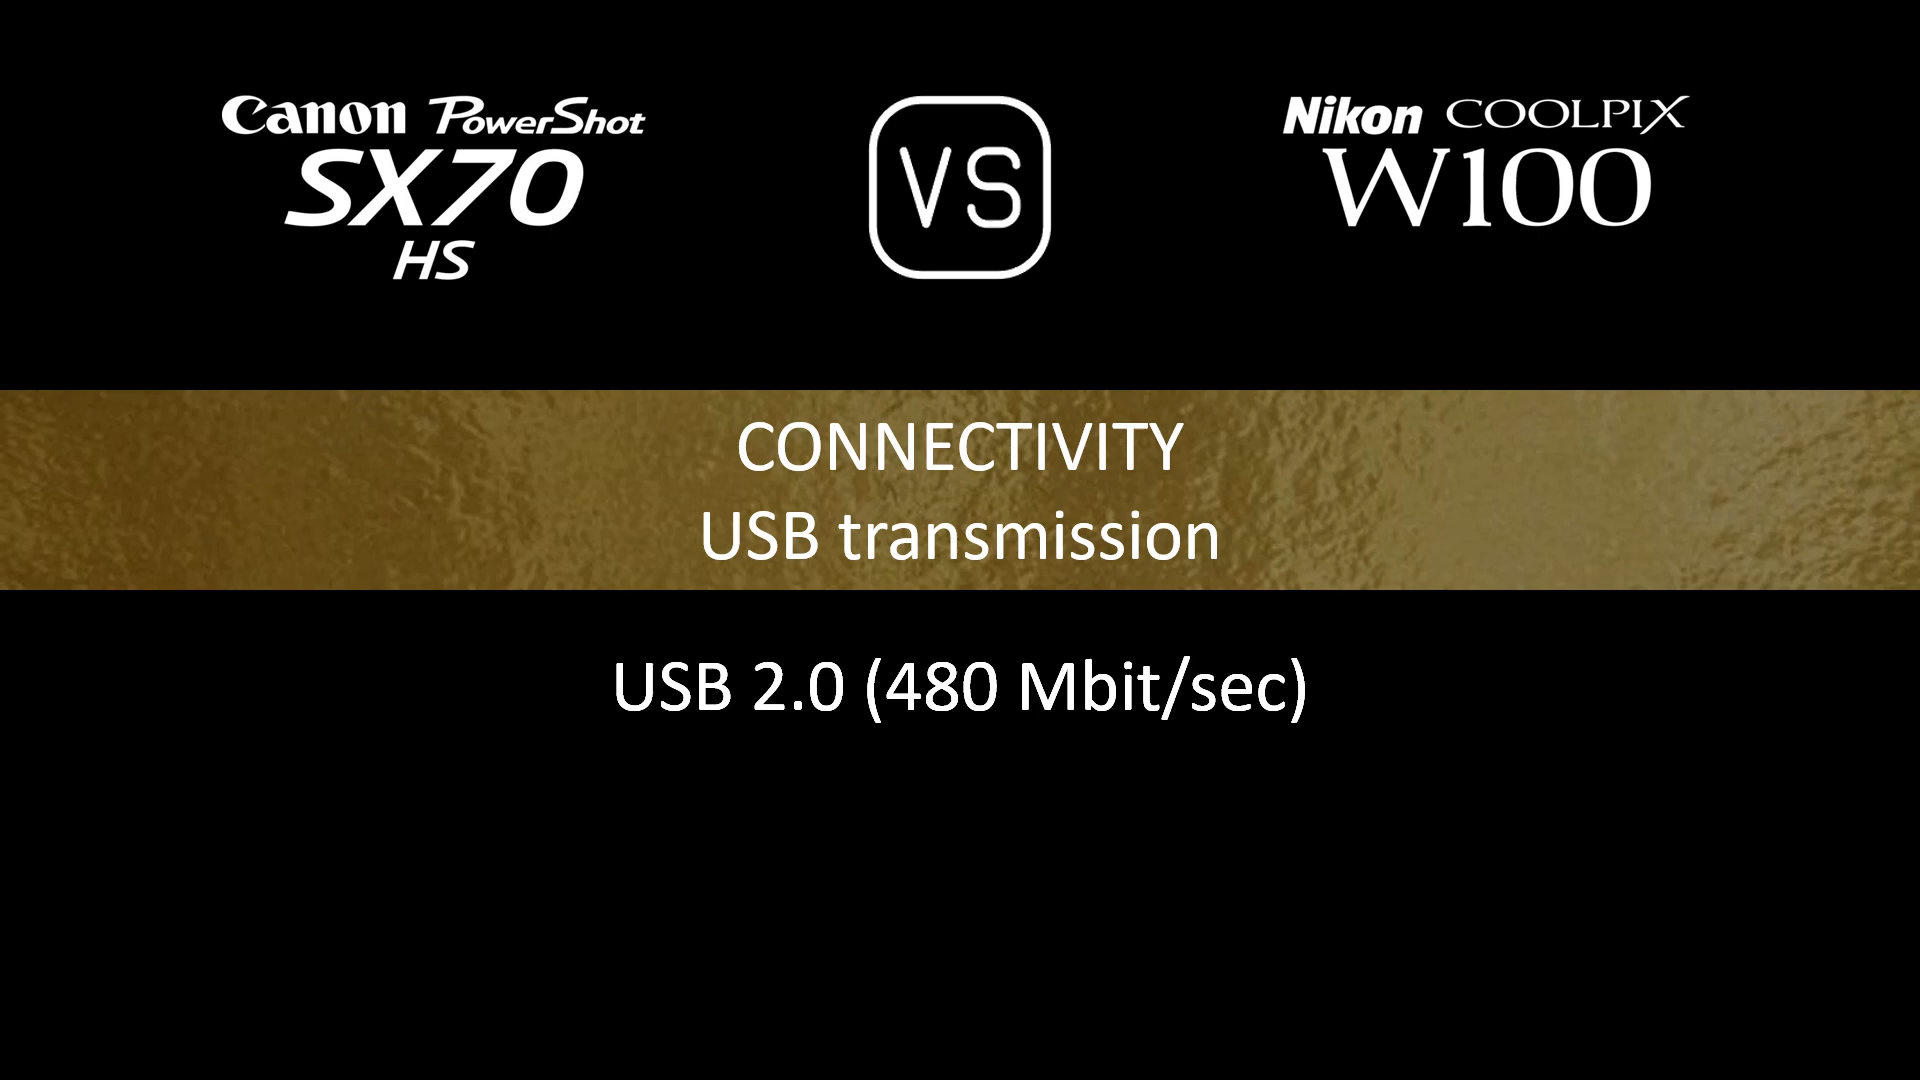 Canon PowerShot
SX70
HS
VS
Nikon COOLPIX
W100
CONNECTIVITY
USB transmission
USB 2.0 (480 Mbit/sec)